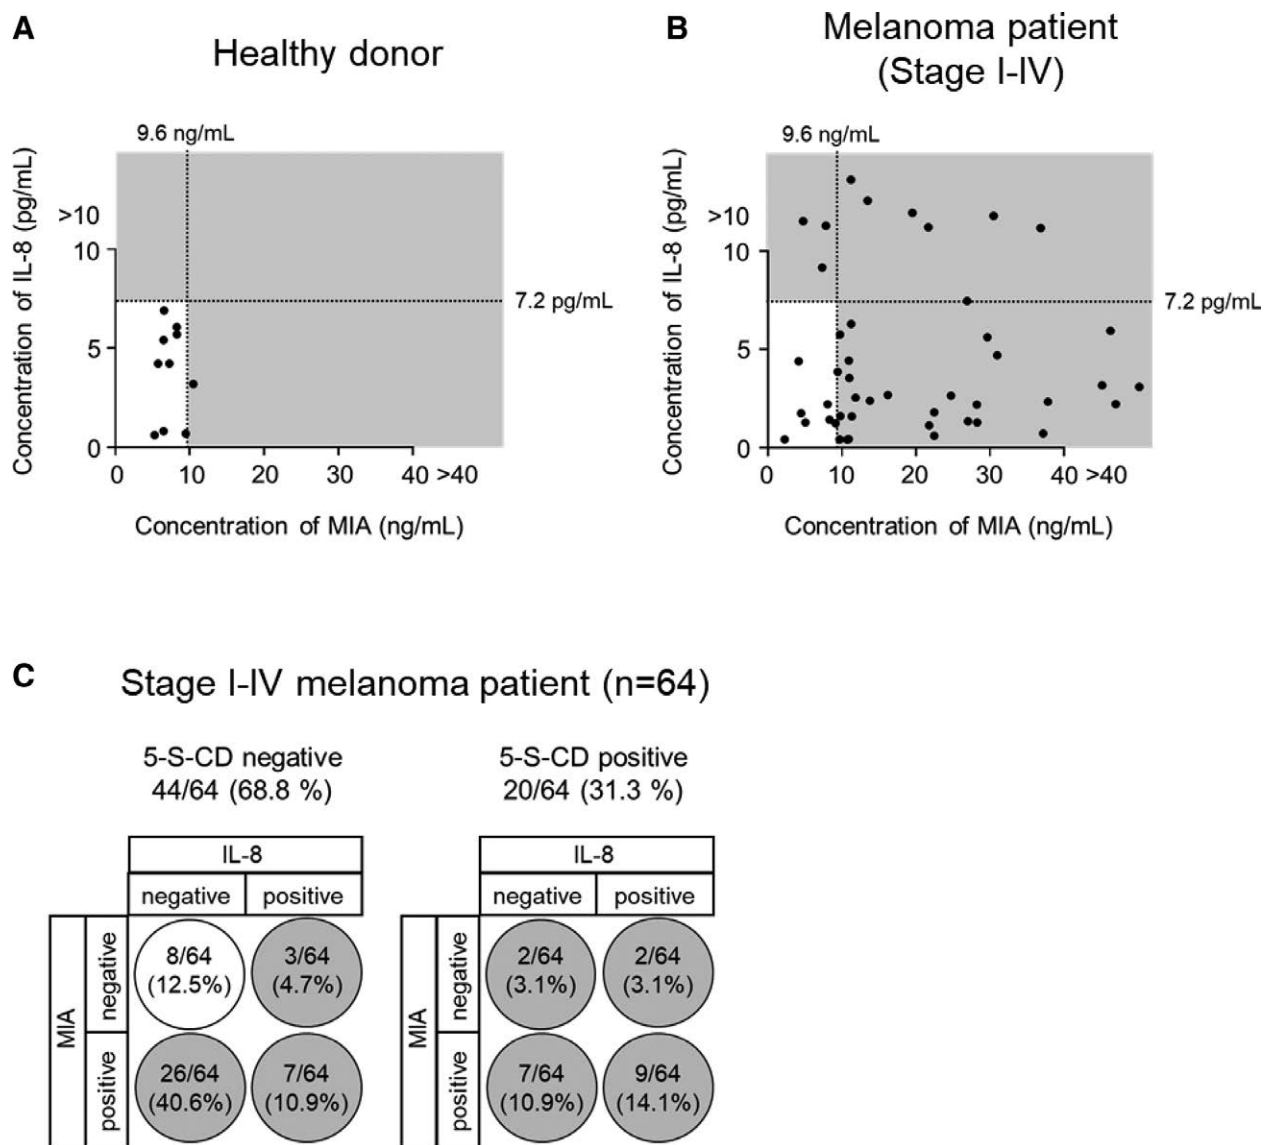 A
Healthy donor
9.6 ng/mL
Concentration of IL-8 (pg/mL)
>10
10
5
0
7.2 pg/mL
0 10 20 30 40 >40
Concentration of MIA (ng/mL)
B
Melanoma patient
(Stage I-IV)
9.6 ng/mL
Concentration of IL-8 (pg/mL)
>10
10
5
0
7.2 pg/mL
0 10 20 30 40 >40
Concentration of MIA (ng/mL)
C
Stage I-IV melanoma patient (n=64)
5-S-CD negative
44/64 (68.8 %)
IL-8
negative positive
MIA
negative
8/64
(12.5%)
3/64
(4.7%)
positive
26/64
(40.6%)
7/64
(10.9%)
5-S-CD positive
20/64 (31.3 %)
IL-8
negative positive
MIA
negative
2/64
(3.1%)
2/64
(3.1%)
positive
7/64
(10.9%)
9/64
(14.1%)